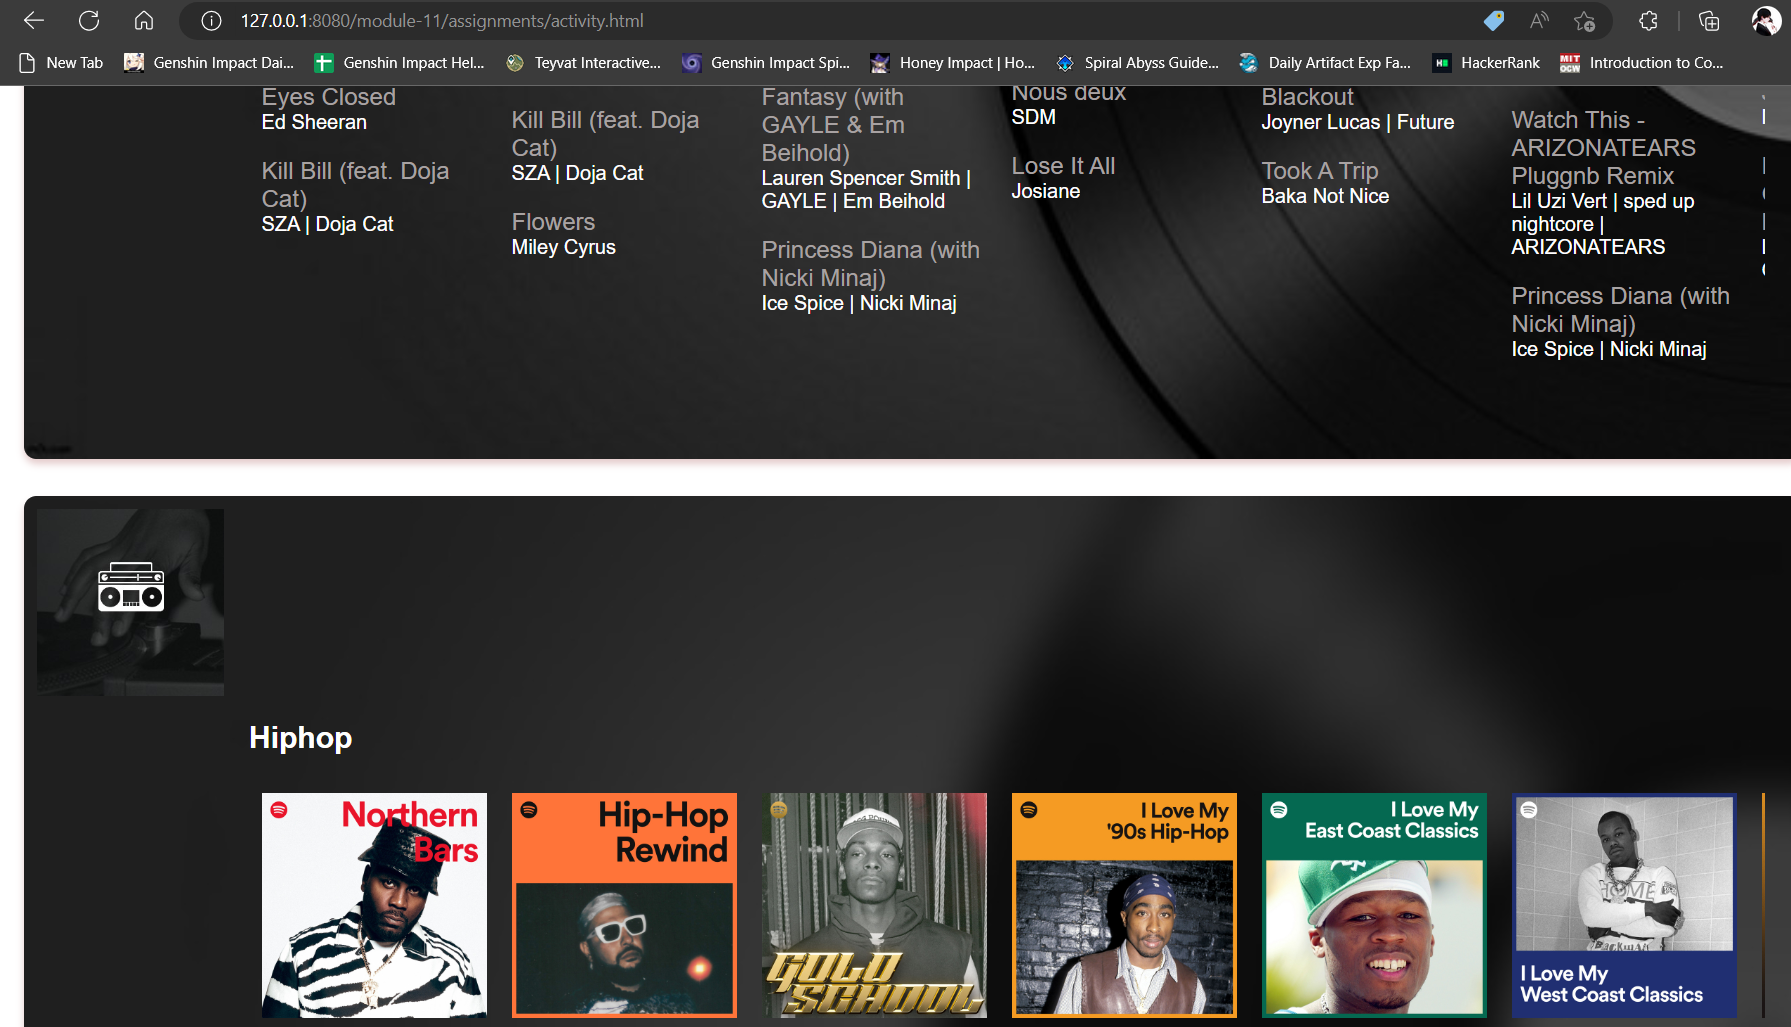 127.0.0.1:8080/module-11/assignments/activity.html
New Tab
Genshin Impact Dai...
Genshin Impact Hel...
Teyvat Interactive...
Genshin Impact Spi...
Honey Impact | Ho...
Spiral Abyss Guide...
Daily Artifact Exp Fa...
HackerRank
MIT
OCW
Introduction to Co...
Eyes Closed
Ed Sheeran
Kill Bill (feat. Doja
Cat)
SZA | Doja Cat
Kill Bill (feat. Doja
Cat)
SZA | Doja Cat
Flowers
Miley Cyrus
Fantasy (with
GAYLE & Em
Beihold)
Lauren Spencer Smith |
GAYLE | Em Beihold
Princess Diana (with
Nicki Minaj)
Ice Spice | Nicki Minaj
Nous deux
SDM
Lose It All
Josiane
Blackout
Joyner Lucas | Future
Took A Trip
Baka Not Nice
Watch This -
ARIZONATEARS
Pluggnb Remix
Lil Uzi Vert | sped up
nightcore |
ARIZONATEARS
Princess Diana (with
Nicki Minaj)
Ice Spice | Nicki Minaj
Hiphop
Northern
Bars
Hip-Hop
Rewind
GOLD
SCHOOL
I Love My
'90s Hip-Hop
I Love My
East Coast Classics
I Love My
West Coast Classics